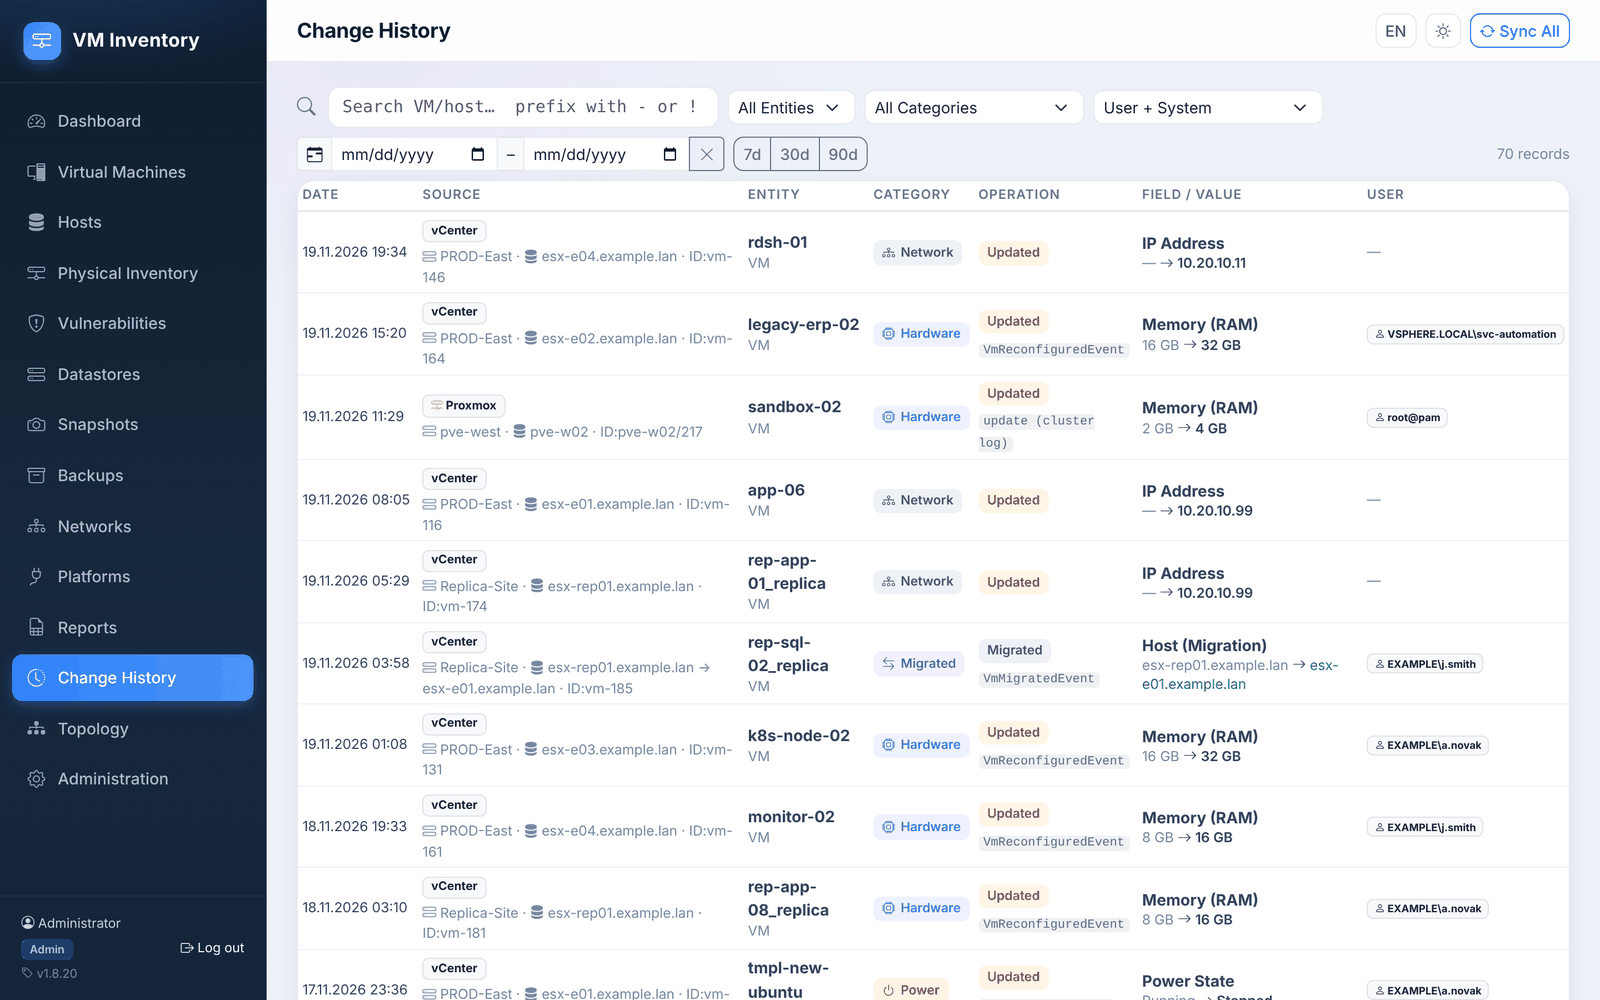 VM Inventory
Dashboard
Virtual Machines
Hosts
Physical Inventory
Vulnerabilities
Datastores
Snapshots
Backups
Networks
Platforms
Reports
Change History
Topology
Administration
Administrator
Admin
Log out
v1.8.20
Change History
EN
Sync All
Search VM/host… prefix with - or !
All Entities
All Categories
User + System
mm/dd/yyyy – mm/dd/yyyy
7d 30d 90d
70 records
DATE SOURCE ENTITY CATEGORY OPERATION FIELD / VALUE USER
19.11.2026 19:34
vCenter
PROD-East · esx-e04.example.lan · ID:vm-
146
rdsh-01
VM
Network
Updated
IP Address
— → 10.20.10.11
—
19.11.2026 15:20
vCenter
PROD-East · esx-e02.example.lan · ID:vm-
164
legacy-erp-02
VM
Hardware
Updated
VmReconfiguredEvent
Memory (RAM)
16 GB → 32 GB
VSPHERE.LOCAL\svc-automation
19.11.2026 11:29
Proxmox
pve-west · pve-w02 · ID:pve-w02/217
sandbox-02
VM
Hardware
Updated
update (cluster
log)
Memory (RAM)
2 GB → 4 GB
root@pam
19.11.2026 08:05
vCenter
PROD-East · esx-e01.example.lan · ID:vm-
116
app-06
VM
Network
Updated
IP Address
— → 10.20.10.99
—
19.11.2026 05:29
vCenter
Replica-Site · esx-rep01.example.lan ·
ID:vm-174
rep-app-
01_replica
VM
Network
Updated
IP Address
— → 10.20.10.99
—
19.11.2026 03:58
vCenter
Replica-Site · esx-rep01.example.lan →
esx-e01.example.lan · ID:vm-185
rep-sql-
02_replica
VM
Migrated
Migrated
VmMigratedEvent
Host (Migration)
esx-rep01.example.lan → esx-
e01.example.lan
EXAMPLE\j.smith
19.11.2026 01:08
vCenter
PROD-East · esx-e03.example.lan · ID:vm-
131
k8s-node-02
VM
Hardware
Updated
VmReconfiguredEvent
Memory (RAM)
16 GB → 32 GB
EXAMPLE\a.novak
18.11.2026 19:33
vCenter
PROD-East · esx-e04.example.lan · ID:vm-
161
monitor-02
VM
Hardware
Updated
VmReconfiguredEvent
Memory (RAM)
8 GB → 16 GB
EXAMPLE\j.smith
18.11.2026 03:10
vCenter
Replica-Site · esx-rep01.example.lan ·
ID:vm-181
rep-app-
08_replica
VM
Hardware
Updated
VmReconfiguredEvent
Memory (RAM)
8 GB → 16 GB
EXAMPLE\a.novak
17.11.2026 23:36
vCenter
PROD-East · esx-e01.example.lan · ID:vm-
tmpl-new-
ubuntu
Power
Updated
Power State
Running → Stopped
EXAMPLE\a.novak